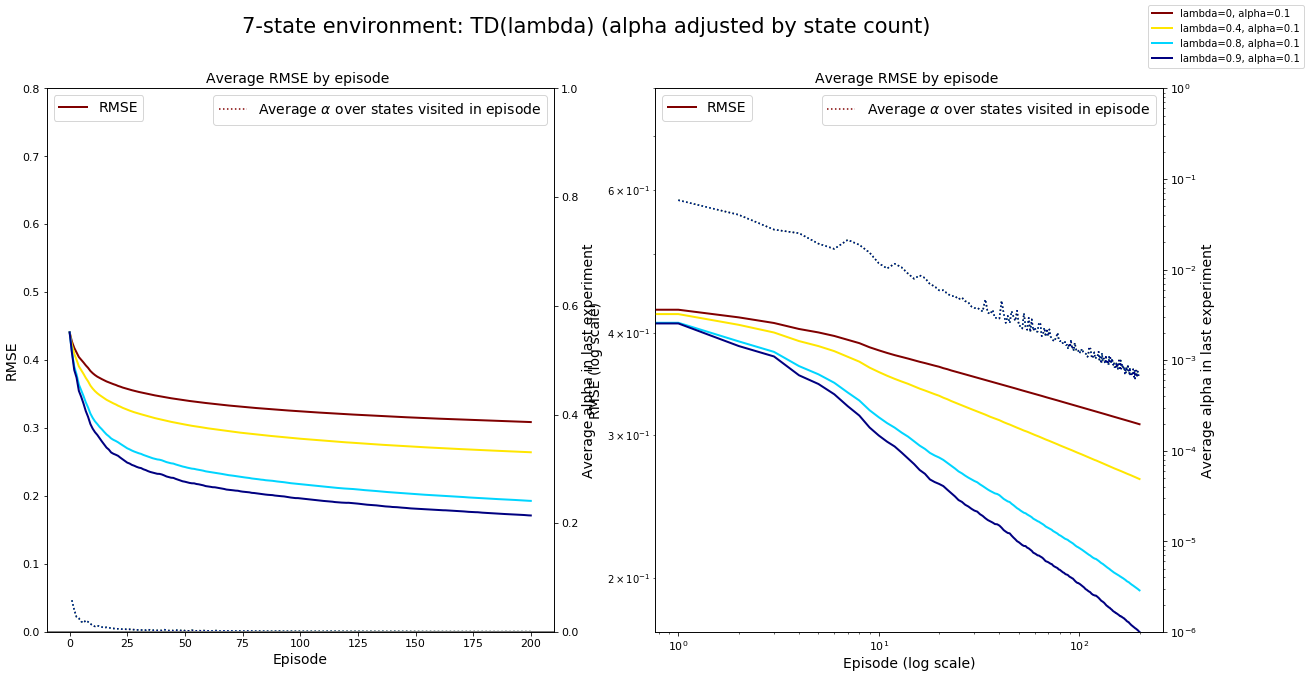 7-state environment: TD(lambda) (alpha adjusted by state count)
lambda=0, alpha=0.1
lambda=0.4, alpha=0.1
lambda=0.8, alpha=0.1
lambda=0.9, alpha=0.1
Average RMSE by episode
RMSE
Average α over states visited in episode
0.8
0.7
0.6
0.5
0.4
0.3
0.2
0.1
0.0
RMSE
1.0
0.8
0.6
0.4
0.2
0.0
Average alpha in last experiment
0
25
50
75
100
125
150
175
200
Episode
Average RMSE by episode
RMSE
Average α over states visited in episode
6 × 10⁻¹
4 × 10⁻¹
3 × 10⁻¹
2 × 10⁻¹
RMSE (log scale)
10⁰
10⁻¹
10⁻²
10⁻³
10⁻⁴
10⁻⁵
10⁻⁶
Average alpha in last experiment
10⁰
10¹
10²
Episode (log scale)